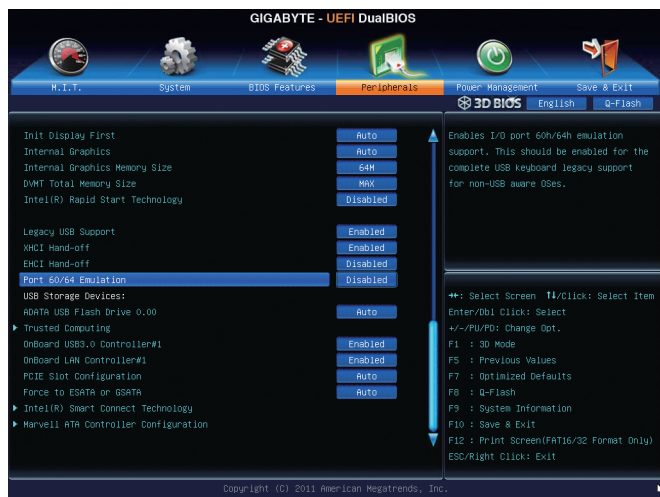 GIGABYTE - UEFI DualBIOS
M.I.T. System BIOS Features Peripherals Power Management Save & Exit
3D BIOS English Q-Flash
Init Display First Auto
Internal Graphics Auto
Internal Graphics Memory Size 64M
DVMT Total Memory Size MAX
Intel(R) Rapid Start Technology Disabled
Legacy USB Support Enabled
XHCI Hand-off Enabled
EHCI Hand-off Disabled
Port 60/64 Emulation Disabled
USB Storage Devices:
ADATA USB Flash Drive 0.00 Auto
Trusted Computing
OnBoard USB3.0 Controller#1 Enabled
OnBoard LAN Controller#1 Enabled
PCIE Slot Configuration Auto
Force to ESATA or GSATA Auto
Intel(R) Smart Connect Technology
Marvell ATA Controller Configuration
Enables I/O port 60h/64h emulation
support. This should be enabled for the
complete USB keyboard legacy support
for non-USB aware OSes.
→←: Select Screen ↑↓/Click: Select Item
Enter/Dbl Click: Select
+/-/PU/PD: Change Opt.
F1 : 3D Mode
F5 : Previous Values
F7 : Optimized Defaults
F8 : Q-Flash
F9 : System Information
F10 : Save & Exit
F12 : Print Screen(FAT16/32 Format Only)
ESC/Right Click: Exit
Copyright (C) 2011 American Megatrends, Inc.